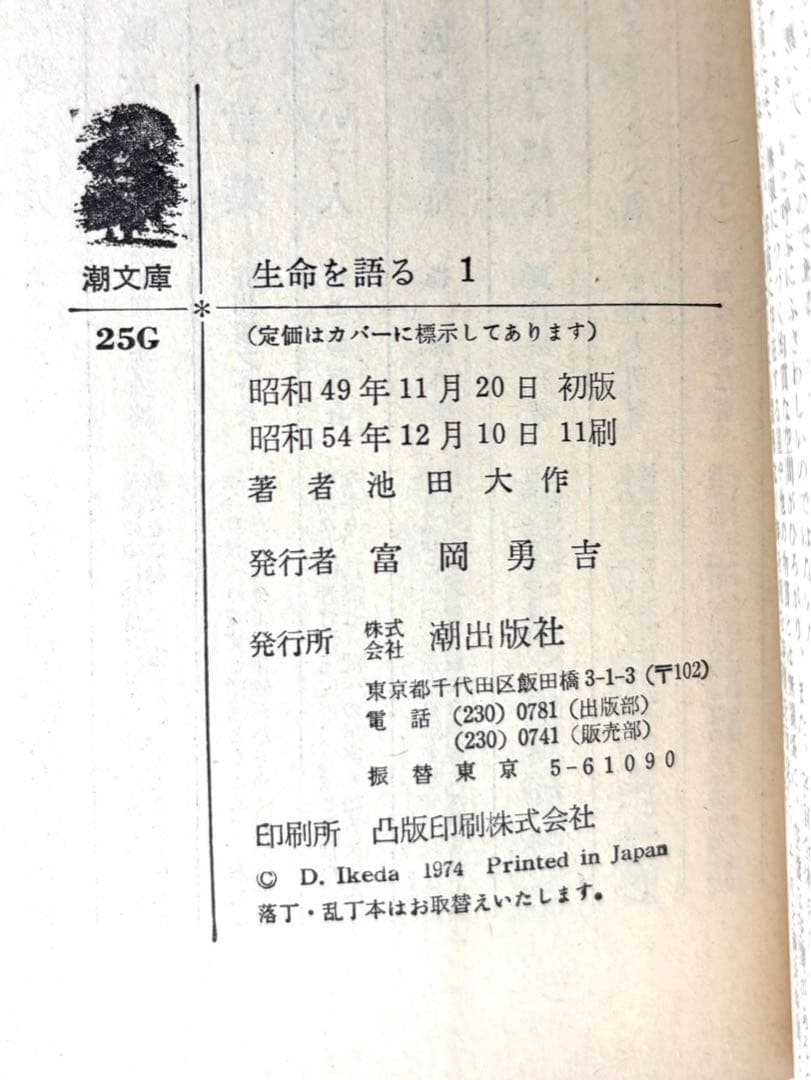 潮文庫
25G
生命を語る 1
(定価はカバーに標示してあります)
昭和49年11月20日 初版
昭和54年12月10日 11刷
著者 池田大作
発行者 富岡勇吉
発行所 株式会社 潮出版社
東京都千代田区飯田橋3-1-3 (〒102)
電話 (230) 0781 (出版部)
(230) 0741 (販売部)
振替東京 5-61090
印刷所 凸版印刷株式会社
© D. Ikeda 1974 Printed in Japan
落丁・乱丁本はお取替えいたします。